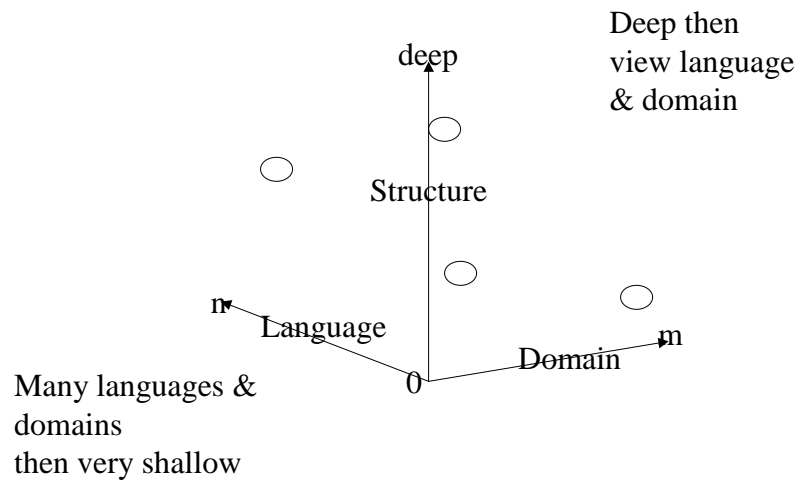 Deep then
view language
& domain
deep
Structure
n
Language
m
Domain
0
Many languages &
domains
then very shallow